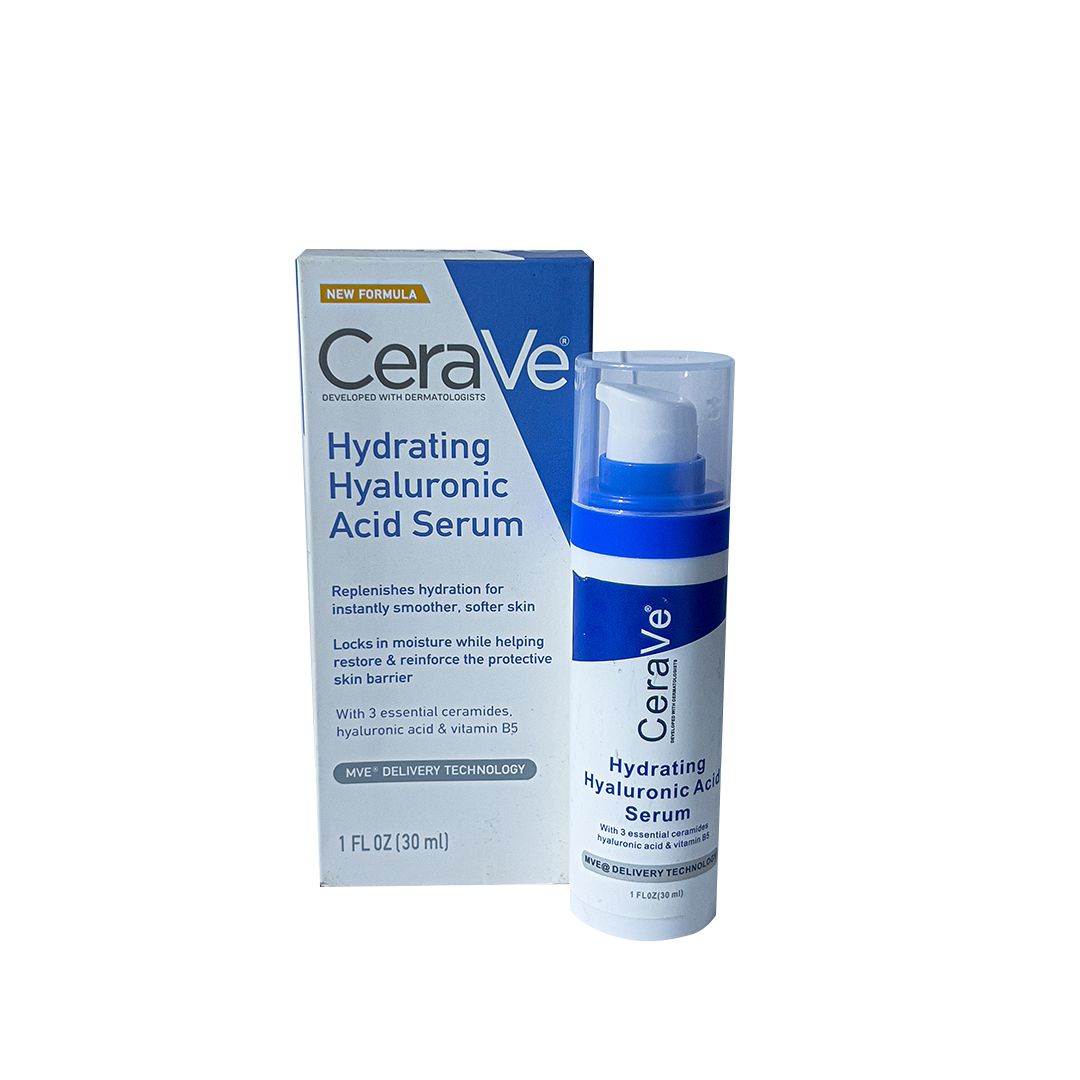 NEW FORMULA
CeraVe®
DEVELOPED WITH DERMATOLOGISTS
Hydrating
Hyaluronic
Acid Serum
Replenishes hydration for
instantly smoother, softer skin
Locks in moisture while helping
restore & reinforce the protective
skin barrier
With 3 essential ceramides,
hyaluronic acid & vitamin B5
MVE® DELIVERY TECHNOLOGY
1 FL OZ (30 ml)
CeraVe®
DEVELOPED WITH DERMATOLOGISTS
Hydrating
Hyaluronic Acid
Serum
With 3 essential ceramides
hyaluronic acid & vitamin B5
MVE@ DELIVERY TECHNOLOGY
1 FL0Z(30 ml)